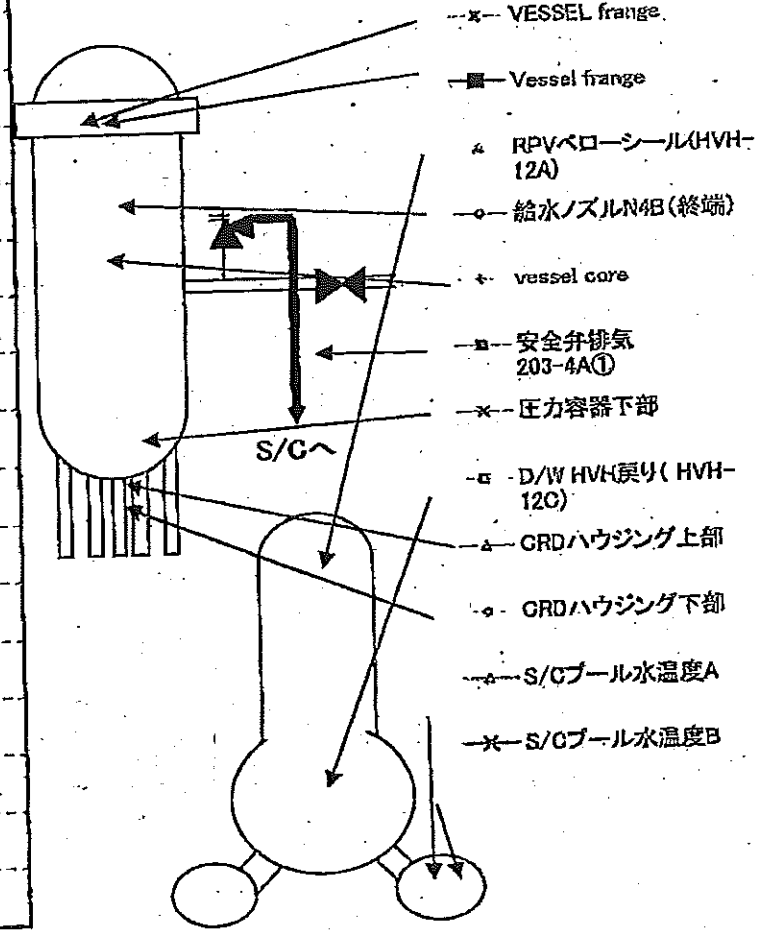 VESSEL frange
Vessel frange
RPVベローシール(HVH-
12A)
給水ノズルN4B(終端)
vessel core
安全弁排気
203-4A①
圧力容器下部
S/Cへ
D/W HVH戻り( HVH-
12C)
CRDハウジング上部
CRDハウジング下部
S/Cプール水温度A
S/Cプール水温度B